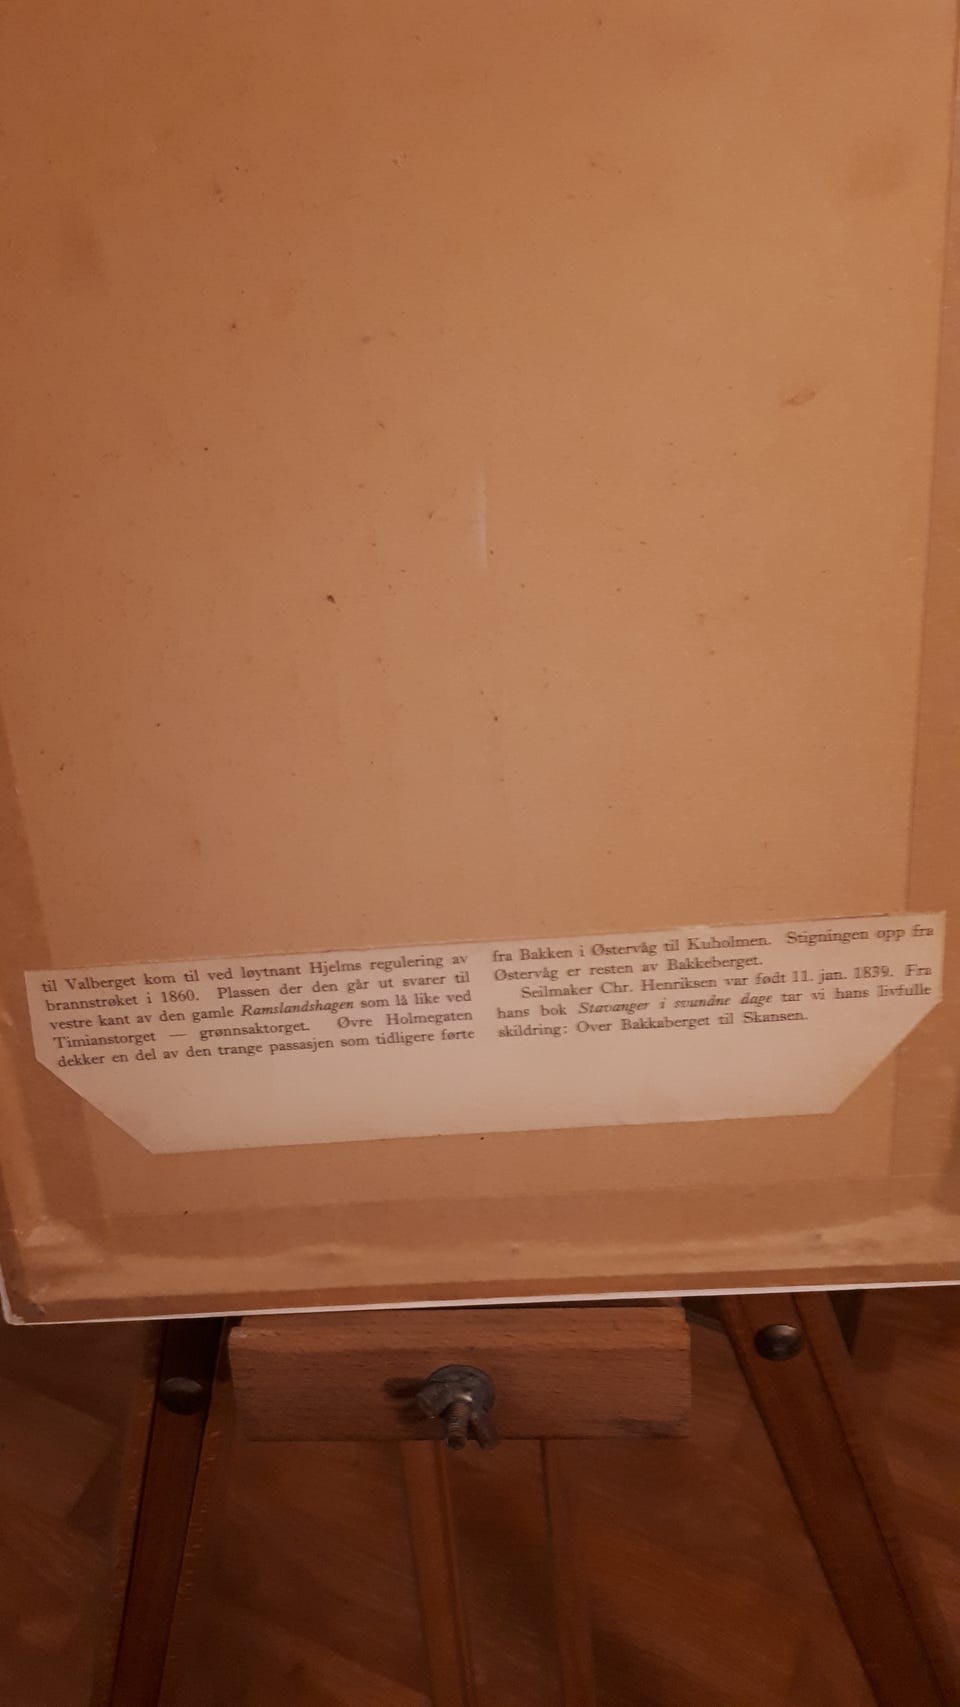 til Valberget kom til ved løytnant Hjelms regulering av
brannstrøket i 1860. Plassen der den går ut svarer til
vestre kant av den gamle Ramslandshagen som lå like ved
Timianstorget — grønnsaktorget. Øvre Holmegaten
dekker en del av den trange passasjen som tidligere førte
fra Bakken i Østervåg til Kuholmen. Stigningen opp fra
Østervåg er resten av Bakkeberget.
Seilmaker Chr. Henriksen var født 11. jan. 1839. Fra
hans bok Stavanger i svundne dage tar vi hans livfulle
skildring: Over Bakkaberget til Skansen.